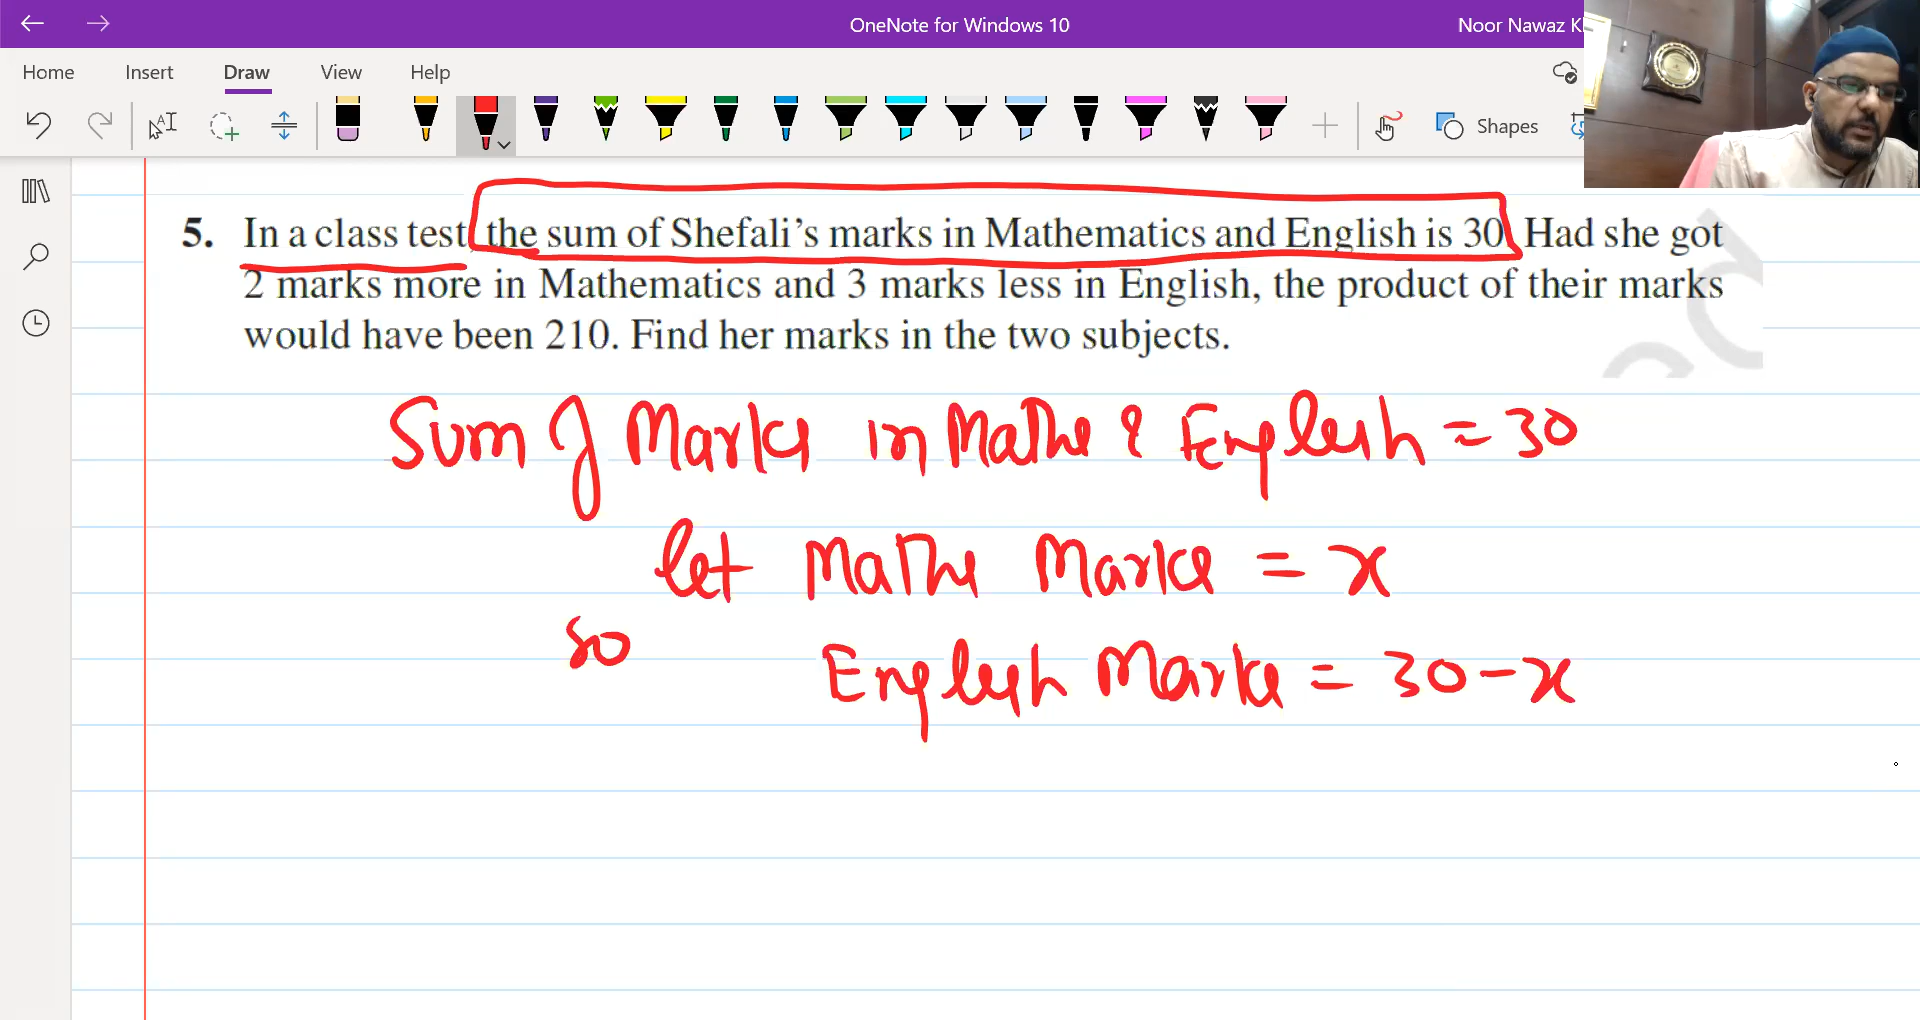 OneNote for Windows 10
Noor Nawaz K
Home Insert Draw View Help
Shapes
5. In a class test, the sum of Shefali’s marks in Mathematics and English is 30. Had she got
2 marks more in Mathematics and 3 marks less in English, the product of their marks
would have been 210. Find her marks in the two subjects.
Sum of Marks in Maths & English = 30
let Maths Marks = x
so English Marks = 30 - x